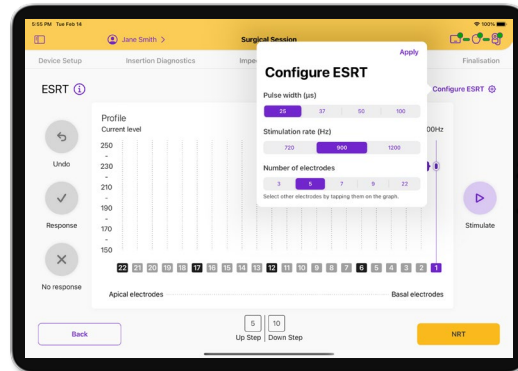 5:55 PM Tue Feb 14
100%
Jane Smith >
Surgical Session
Device Setup
Insertion Diagnostics
Finalisation
ESRT
Configure ESRT
Apply
Configure ESRT
Pulse width (µs)
25 37 50 100
Stimulation rate (Hz)
720 900 1200
Number of electrodes
3 5 7 9 22
Select other electrodes by tapping them on the graph.
Profile
Current level
250
-
230
-
210
-
190
-
170
-
150
22 21 20 19 18 17 16 15 14 13 12 11 10 9 8 7 6 5 4 3 2 1
Apical electrodes
Basal electrodes
Undo
Response
No response
Stimulate
Back
5 10
Up Step Down Step
NRT